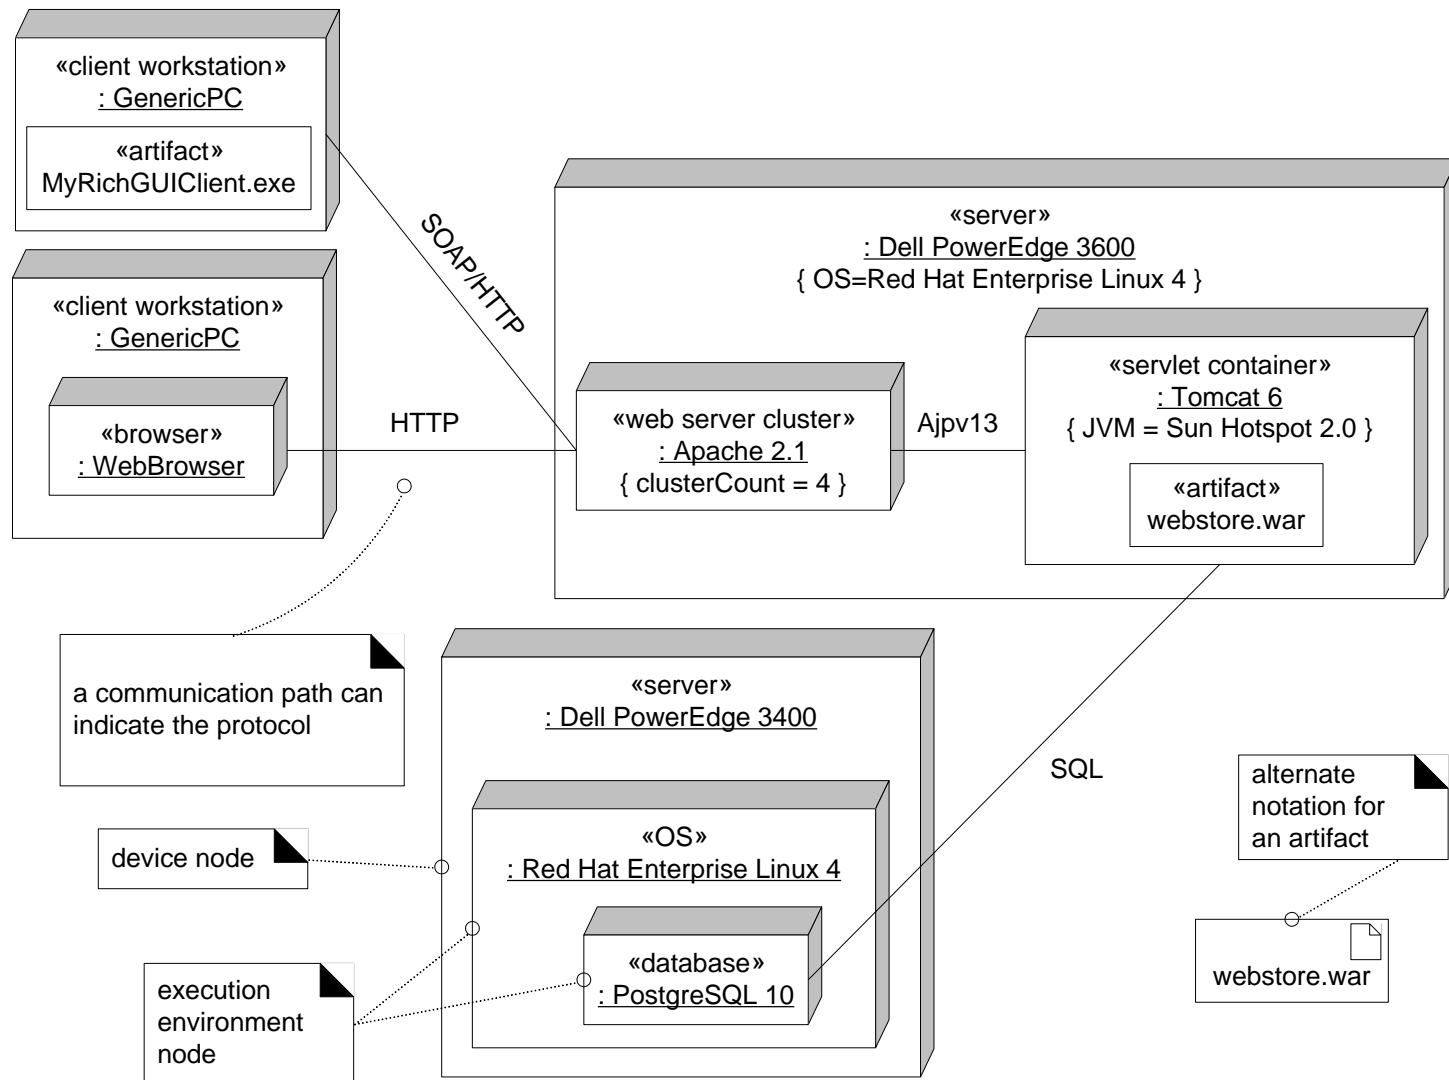 «client workstation»
: GenericPC
«artifact»
MyRichGUIClient.exe
SOAP/HTTP
«server»
: Dell PowerEdge 3600
{ OS=Red Hat Enterprise Linux 4 }
«client workstation»
: GenericPC
«browser»
: WebBrowser
HTTP
«web server cluster»
: Apache 2.1
{ clusterCount = 4 }
Ajpv13
«servlet container»
: Tomcat 6
{ JVM = Sun Hotspot 2.0 }
«artifact»
webstore.war
a communication path can
indicate the protocol
«server»
: Dell PowerEdge 3400
SQL
«OS»
: Red Hat Enterprise Linux 4
«database»
: PostgreSQL 10
device node
execution
environment
node
alternate
notation for
an artifact
webstore.war